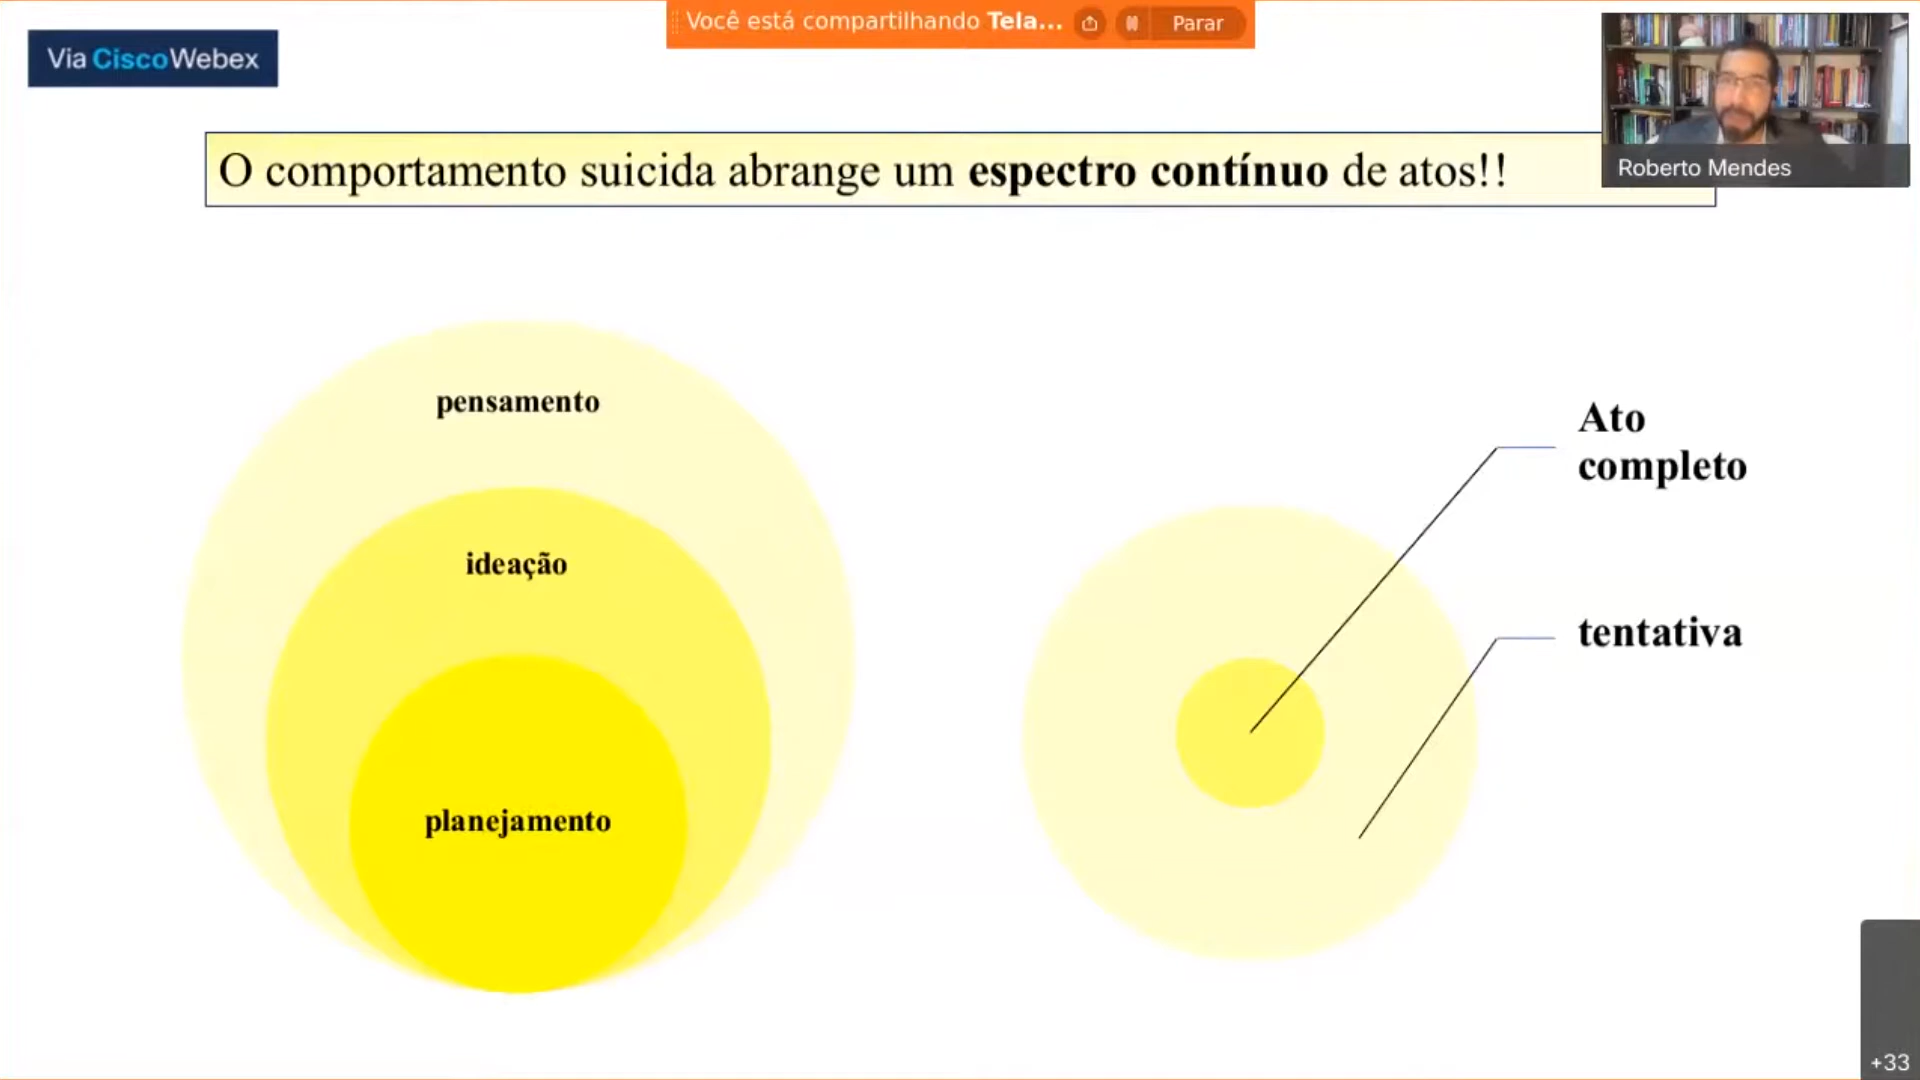 Você está compartilhando Tela... Parar
Via CiscoWebex
O comportamento suicida abrange um espectro contínuo de atos!!
Roberto Mendes
pensamento
ideação
planejamento
Ato
completo
tentativa
+33